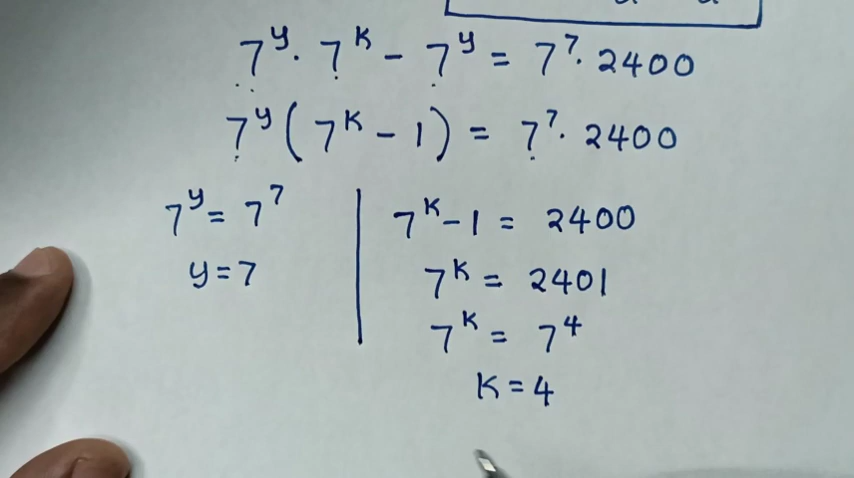 7^y · 7^k - 7^y = 7^7 · 2400
7^y (7^k - 1) = 7^7 · 2400
7^y = 7^7
y = 7
7^k - 1 = 2400
7^k = 2401
7^k = 7^4
k = 4